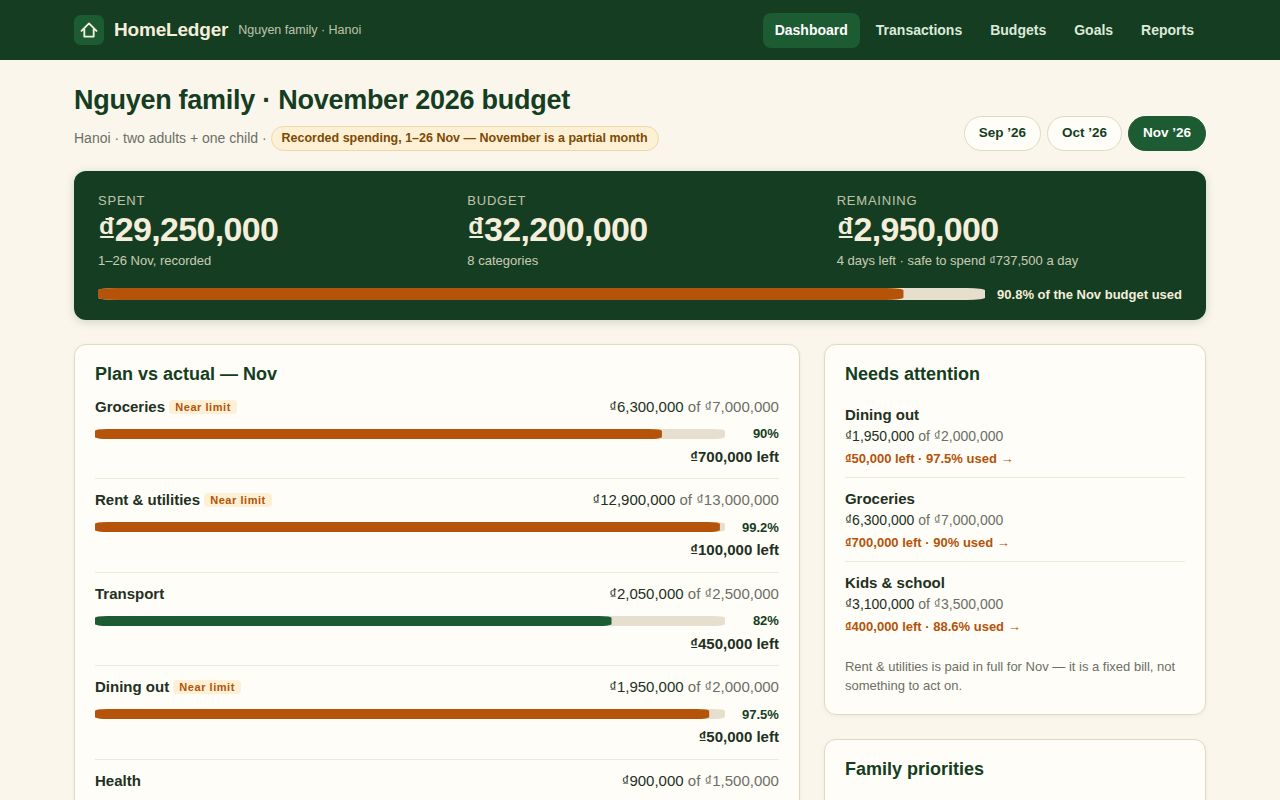 HomeLedger Nguyen family · Hanoi
Dashboard Transactions Budgets Goals Reports
Nguyen family · November 2026 budget
Hanoi · two adults + one child · Recorded spending, 1–26 Nov — November is a partial month
Sep ’26 Oct ’26 Nov ’26
SPENT
₫29,250,000
1–26 Nov, recorded
BUDGET
₫32,200,000
8 categories
REMAINING
₫2,950,000
4 days left · safe to spend ₫737,500 a day
90.8% of the Nov budget used
Plan vs actual — Nov
Groceries Near limit ₫6,300,000 of ₫7,000,000
90%
₫700,000 left
Rent & utilities Near limit ₫12,900,000 of ₫13,000,000
99.2%
₫100,000 left
Transport ₫2,050,000 of ₫2,500,000
82%
₫450,000 left
Dining out Near limit ₫1,950,000 of ₫2,000,000
97.5%
₫50,000 left
Health ₫900,000 of ₫1,500,000
Needs attention
Dining out
₫1,950,000 of ₫2,000,000
₫50,000 left · 97.5% used →
Groceries
₫6,300,000 of ₫7,000,000
₫700,000 left · 90% used →
Kids & school
₫3,100,000 of ₫3,500,000
₫400,000 left · 88.6% used →
Rent & utilities is paid in full for Nov — it is a fixed bill, not
something to act on.
Family priorities